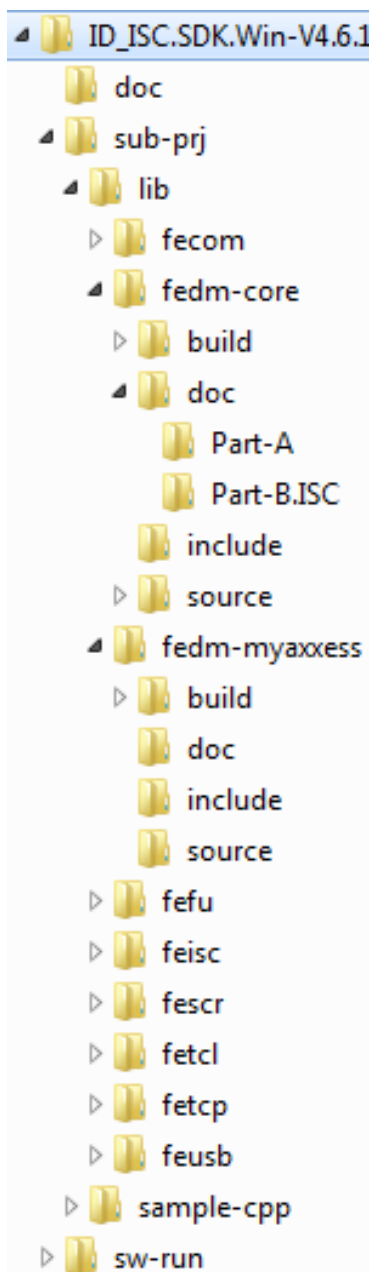 ID_ISC.SDK.Win-V4.6.1
doc
sub-prj
lib
fecom
fedm-core
build
doc
Part-A
Part-B.ISC
include
source
fedm-myaxxess
build
doc
include
source
fefu
feisc
fescr
fetcl
fetcp
feusb
sample-cpp
sw-run